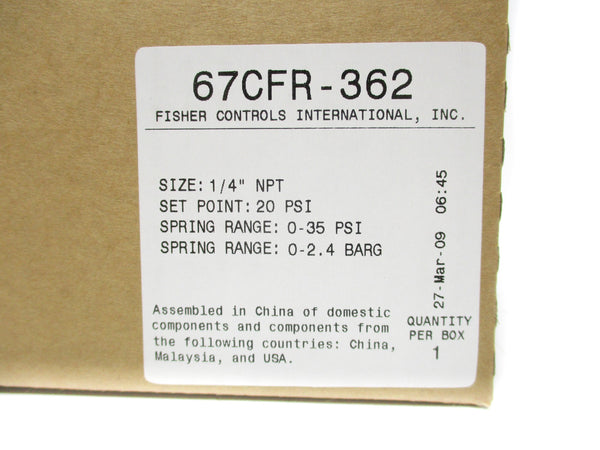 67CFR-362
FISHER CONTROLS INTERNATIONAL, INC.
SIZE: 1/4" NPT
SET POINT: 20 PSI
SPRING RANGE: 0-35 PSI
SPRING RANGE: 0-2.4 BARG
27-Mar-09 06:45
Assembled in China of domestic
components and components from
the following countries: China,
Malaysia, and USA.
QUANTITY
PER BOX
1